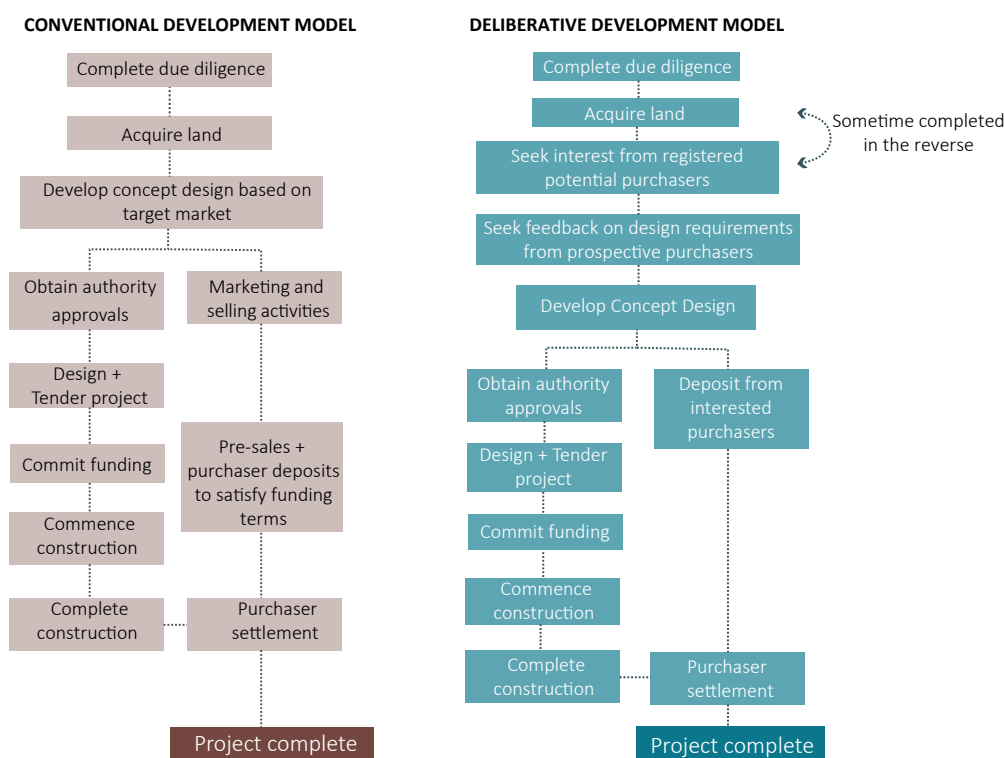 CONVENTIONAL DEVELOPMENT MODEL
Complete due diligence
Acquire land
Develop concept design based on
target market
Obtain authority
approvals
Marketing and
selling activities
Design +
Tender project
Pre-sales +
purchaser deposits
to satisfy funding
terms
Commit funding
Commence
construction
Complete
construction
Purchaser
settlement
Project complete
DELIBERATIVE DEVELOPMENT MODEL
Complete due diligence
Acquire land
Sometime completed
in the reverse
Seek interest from registered
potential purchasers
Seek feedback on design requirements
from prospective purchasers
Develop Concept Design
Obtain authority
approvals
Deposit from
interested
purchasers
Design + Tender
project
Commit funding
Commence
construction
Complete
construction
Purchaser
settlement
Project complete